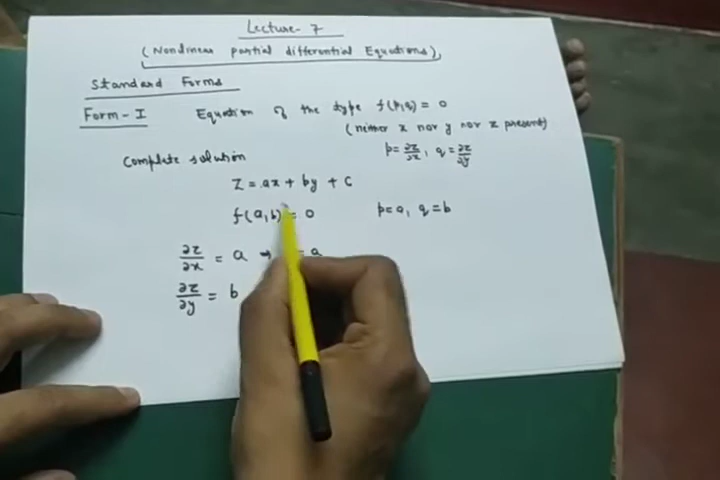 Lecture-7
(Nonlinear partial differential Equations),
Standard Forms
Form-I Equation of the type f(p,q) = 0
(neither x nor y nor z present)
p = ∂z/∂x, q = ∂z/∂y
Complete solution
z = ax + by + c
f(a,b) = 0 p = a, q = b
∂z/∂x = a ⇒ = a
∂z/∂y = b